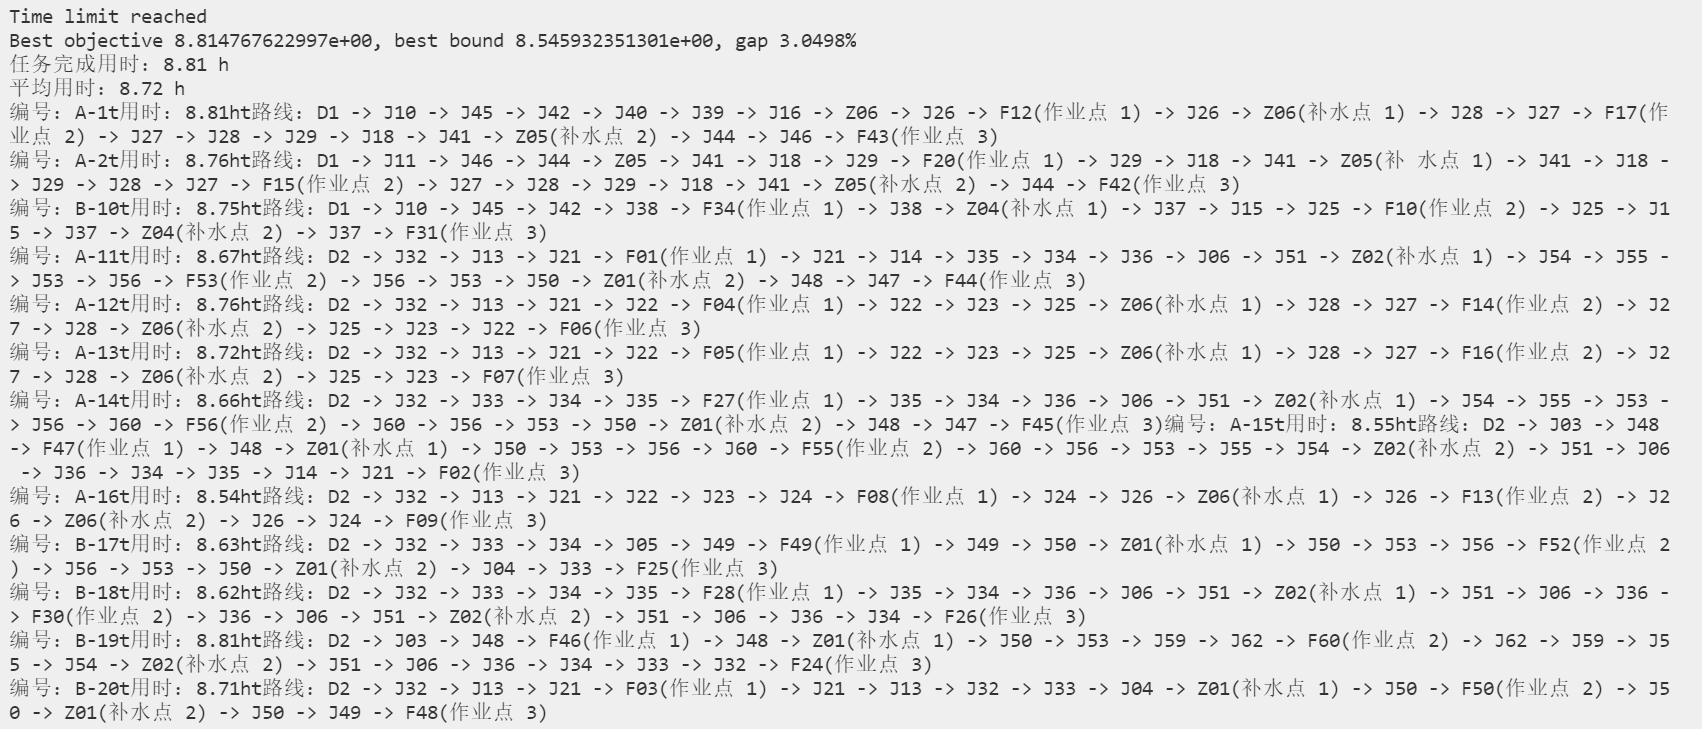 Time limit reached
Best objective 8.814767622997e+00, best bound 8.545932351301e+00, gap 3.0498%
任务完成用时：8.81 h
平均用时：8.72 h
编号：A-1t用时：8.81ht路线：D1 -> J10 -> J45 -> J42 -> J40 -> J39 -> J16 -> Z06 -> J26 -> F12(作业点 1) -> J26 -> Z06(补水点 1) -> J28 -> J27 -> F17(作
业点 2) -> J27 -> J28 -> J29 -> J18 -> J41 -> Z05(补水点 2) -> J44 -> J46 -> F43(作业点 3)
编号：A-2t用时：8.76ht路线：D1 -> J11 -> J46 -> J44 -> Z05 -> J41 -> J18 -> J29 -> F20(作业点 1) -> J29 -> J18 -> J41 -> Z05(补 水点 1) -> J41 -> J18 -
> J29 -> J28 -> J27 -> F15(作业点 2) -> J27 -> J28 -> J29 -> J18 -> J41 -> Z05(补水点 2) -> J44 -> F42(作业点 3)
编号：B-10t用时：8.75ht路线：D1 -> J10 -> J45 -> J42 -> J38 -> F34(作业点 1) -> J38 -> Z04(补水点 1) -> J37 -> J15 -> J25 -> F10(作业点 2) -> J25 -> J1
5 -> J37 -> Z04(补水点 2) -> J37 -> F31(作业点 3)
编号：A-11t用时：8.67ht路线：D2 -> J32 -> J13 -> J21 -> F01(作业点 1) -> J21 -> J14 -> J35 -> J34 -> J36 -> J06 -> J51 -> Z02(补水点 1) -> J54 -> J55 -
> J53 -> J56 -> F53(作业点 2) -> J56 -> J53 -> J50 -> Z01(补水点 2) -> J48 -> J47 -> F44(作业点 3)
编号：A-12t用时：8.76ht路线：D2 -> J32 -> J13 -> J21 -> J22 -> F04(作业点 1) -> J22 -> J23 -> J25 -> Z06(补水点 1) -> J28 -> J27 -> F14(作业点 2) -> J2
7 -> J28 -> Z06(补水点 2) -> J25 -> J23 -> J22 -> F06(作业点 3)
编号：A-13t用时：8.72ht路线：D2 -> J32 -> J13 -> J21 -> J22 -> F05(作业点 1) -> J22 -> J23 -> J25 -> Z06(补水点 1) -> J28 -> J27 -> F16(作业点 2) -> J2
7 -> J28 -> Z06(补水点 2) -> J25 -> J23 -> F07(作业点 3)
编号：A-14t用时：8.66ht路线：D2 -> J32 -> J33 -> J34 -> J35 -> F27(作业点 1) -> J35 -> J34 -> J36 -> J06 -> J51 -> Z02(补水点 1) -> J54 -> J55 -> J53 -
> J56 -> J60 -> F56(作业点 2) -> J60 -> J56 -> J53 -> J50 -> Z01(补水点 2) -> J48 -> J47 -> F45(作业点 3)编号：A-15t用时：8.55ht路线：D2 -> J03 -> J48
-> F47(作业点 1) -> J48 -> Z01(补水点 1) -> J50 -> J53 -> J56 -> J60 -> F55(作业点 2) -> J60 -> J56 -> J53 -> J55 -> J54 -> Z02(补水点 2) -> J51 -> J06
-> J36 -> J34 -> J35 -> J14 -> J21 -> F02(作业点 3)
编号：A-16t用时：8.54ht路线：D2 -> J32 -> J13 -> J21 -> J22 -> J23 -> J24 -> F08(作业点 1) -> J24 -> J26 -> Z06(补水点 1) -> J26 -> F13(作业点 2) -> J2
6 -> Z06(补水点 2) -> J26 -> J24 -> F09(作业点 3)
编号：B-17t用时：8.63ht路线：D2 -> J32 -> J33 -> J34 -> J05 -> J49 -> F49(作业点 1) -> J49 -> J50 -> Z01(补水点 1) -> J50 -> J53 -> J56 -> F52(作业点 2
) -> J56 -> J53 -> J50 -> Z01(补水点 2) -> J04 -> J33 -> F25(作业点 3)
编号：B-18t用时：8.62ht路线：D2 -> J32 -> J33 -> J34 -> J35 -> F28(作业点 1) -> J35 -> J34 -> J36 -> J06 -> J51 -> Z02(补水点 1) -> J51 -> J06 -> J36 -
> F30(作业点 2) -> J36 -> J06 -> J51 -> Z02(补水点 2) -> J51 -> J06 -> J36 -> J34 -> F26(作业点 3)
编号：B-19t用时：8.81ht路线：D2 -> J03 -> J48 -> F46(作业点 1) -> J48 -> Z01(补水点 1) -> J50 -> J53 -> J59 -> J62 -> F60(作业点 2) -> J62 -> J59 -> J5
5 -> J54 -> Z02(补水点 2) -> J51 -> J06 -> J36 -> J34 -> J33 -> J32 -> F24(作业点 3)
编号：B-20t用时：8.71ht路线：D2 -> J32 -> J13 -> J21 -> F03(作业点 1) -> J21 -> J13 -> J32 -> J33 -> J04 -> Z01(补水点 1) -> J50 -> F50(作业点 2) -> J5
0 -> Z01(补水点 2) -> J50 -> J49 -> F48(作业点 3)